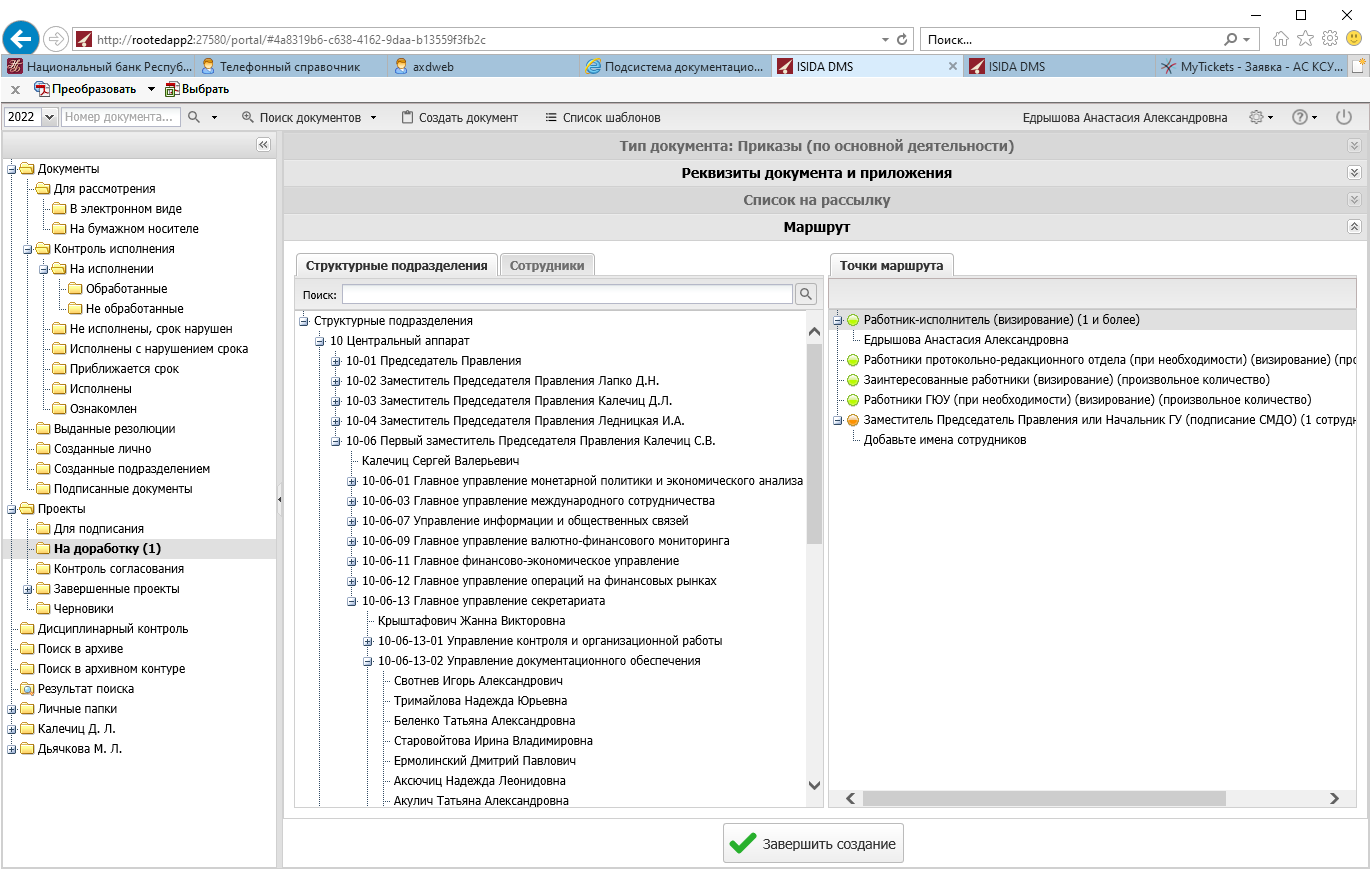 http://rootedapp2:27580/portal/#4a8319b6-c638-4162-9daa-b13559f3fb2c
Поиск...
Национальный банк Респуб...
Телефонный справочник
axdweb
Подсистема документацио...
ISIDA DMS
ISIDA DMS
MyTickets - Заявка - АС КСУ...
x Преобразовать
Выбрать
2022
Номер документа...
Поиск документов
Создать документ
Список шаблонов
Едрышова Анастасия Александровна
Документы
Для рассмотрения
В электронном виде
На бумажном носителе
Контроль исполнения
На исполнении
Обработанные
Не обработанные
Не исполнены, срок нарушен
Исполнены с нарушением срока
Приближается срок
Исполнены
Ознакомлен
Выданные резолюции
Созданные лично
Созданные подразделением
Подписанные документы
Проекты
Для подписания
На доработку (1)
Контроль согласования
Завершенные проекты
Черновики
Дисциплинарный контроль
Поиск в архиве
Поиск в архивном контуре
Результат поиска
Личные папки
Калечиц Д. Л.
Дьячкова М. Л.
Тип документа: Приказы (по основной деятельности)
Реквизиты документа и приложения
Список на рассылку
Маршрут
Структурные подразделения
Сотрудники
Поиск:
Структурные подразделения
10 Центральный аппарат
10-01 Председатель Правления
10-02 Заместитель Председателя Правления Лапко Д.Н.
10-03 Заместитель Председателя Правления Калечиц Д.Л.
10-04 Заместитель Председателя Правления Ледницкая И.А.
10-06 Первый заместитель Председателя Правления Калечиц С.В.
Калечиц Сергей Валерьевич
10-06-01 Главное управление монетарной политики и экономического анализа
10-06-03 Главное управление международного сотрудничества
10-06-07 Управление информации и общественных связей
10-06-09 Главное управление валютно-финансового мониторинга
10-06-11 Главное финансово-экономическое управление
10-06-12 Главное управление операций на финансовых рынках
10-06-13 Главное управление секретариата
Крыштафович Жанна Викторовна
10-06-13-01 Управление контроля и организационной работы
10-06-13-02 Управление документационного обеспечения
Свотнев Игорь Александрович
Тримайлова Надежда Юрьевна
Беленко Татьяна Александровна
Старовойтова Ирина Владимировна
Ермолинский Дмитрий Павлович
Аксючиц Надежда Леонидовна
Акулич Татьяна Александровна
Точки маршрута
Работник-исполнитель (визирование) (1 и более)
Едрышова Анастасия Александровна
Работники протокольно-редакционного отдела (при необходимости) (визирование) (прс
Заинтересованные работники (визирование) (произвольное количество)
Работники ГЮУ (при необходимости) (визирование) (произвольное количество)
Заместитель Председатель Правления или Начальник ГУ (подписание СМДО) (1 сотрудн
Добавьте имена сотрудников
Завершить создание